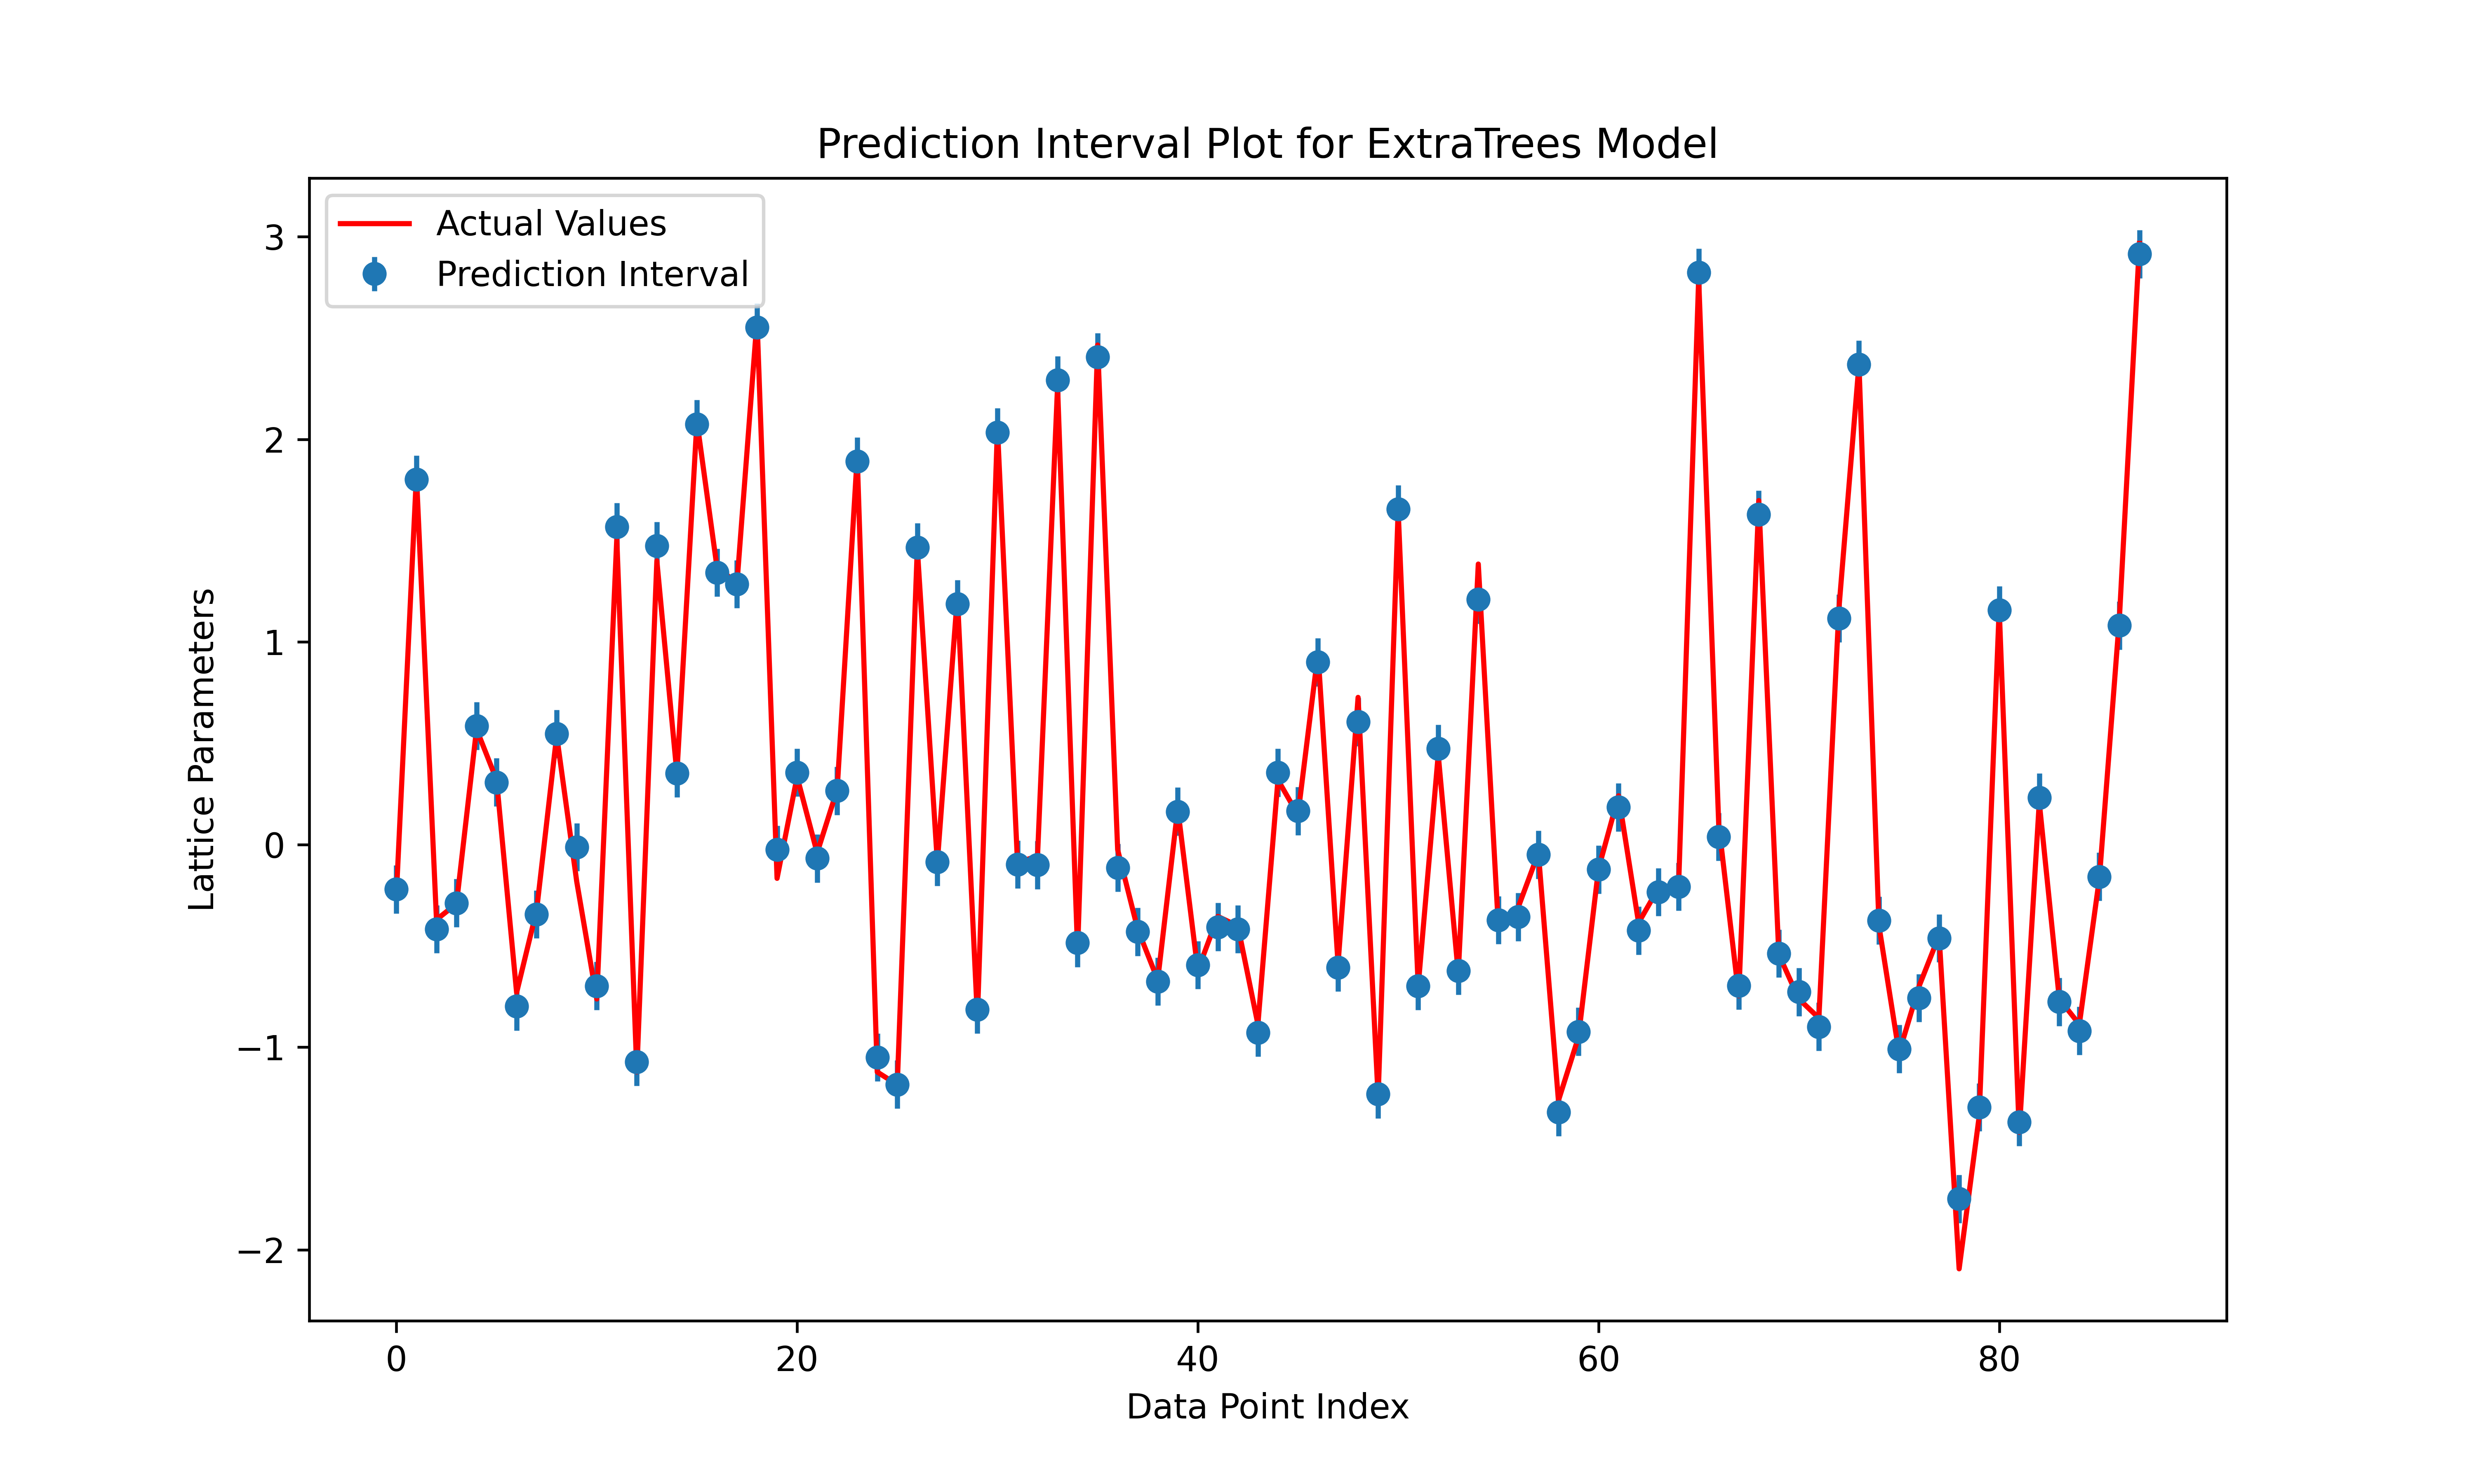 Prediction Interval Plot for ExtraTrees Model
Actual Values
Prediction Interval
3
2
1
0
−1
−2
Lattice Parameters
0 20 40 60 80
Data Point Index